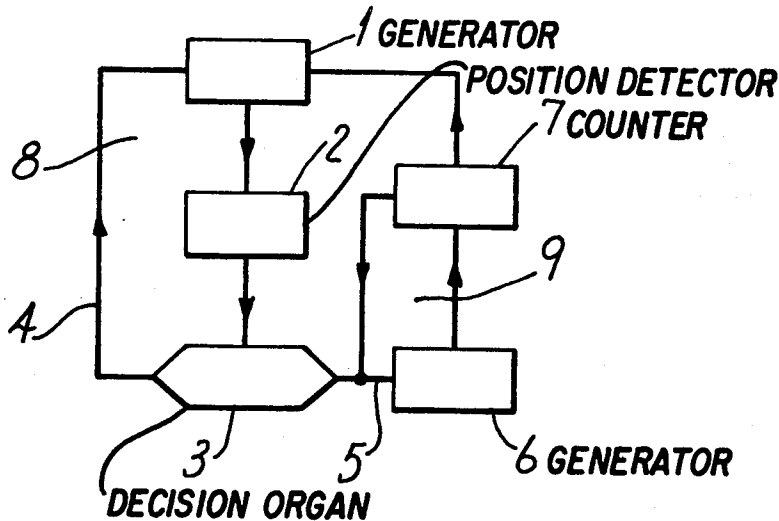 1 GENERATOR
POSITION DETECTOR
7 COUNTER
8
2
9
4
3
5
6 GENERATOR
DECISION ORGAN